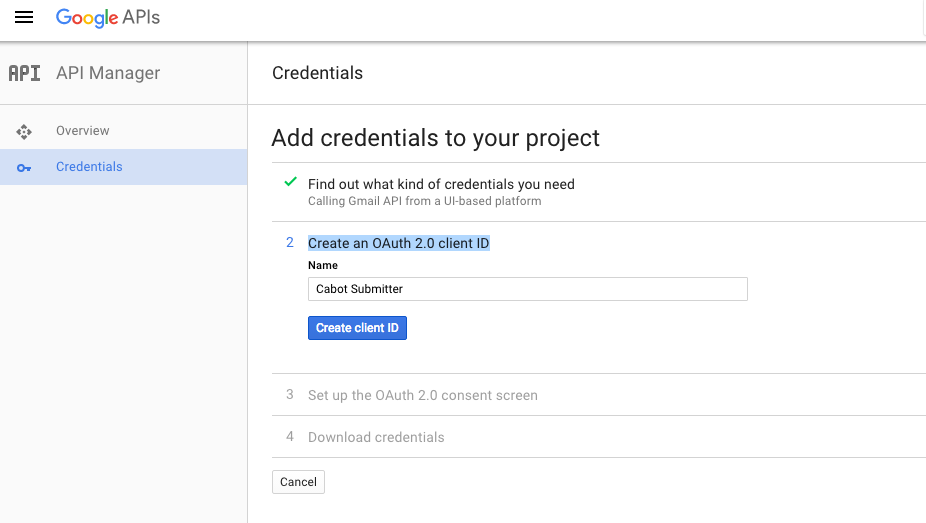 Google APIs
API API Manager
Credentials
Overview
Credentials
Add credentials to your project
Find out what kind of credentials you need
Calling Gmail API from a UI-based platform
2 Create an OAuth 2.0 client ID
Name
Cabot Submitter
Create client ID
3 Set up the OAuth 2.0 consent screen
4 Download credentials
Cancel